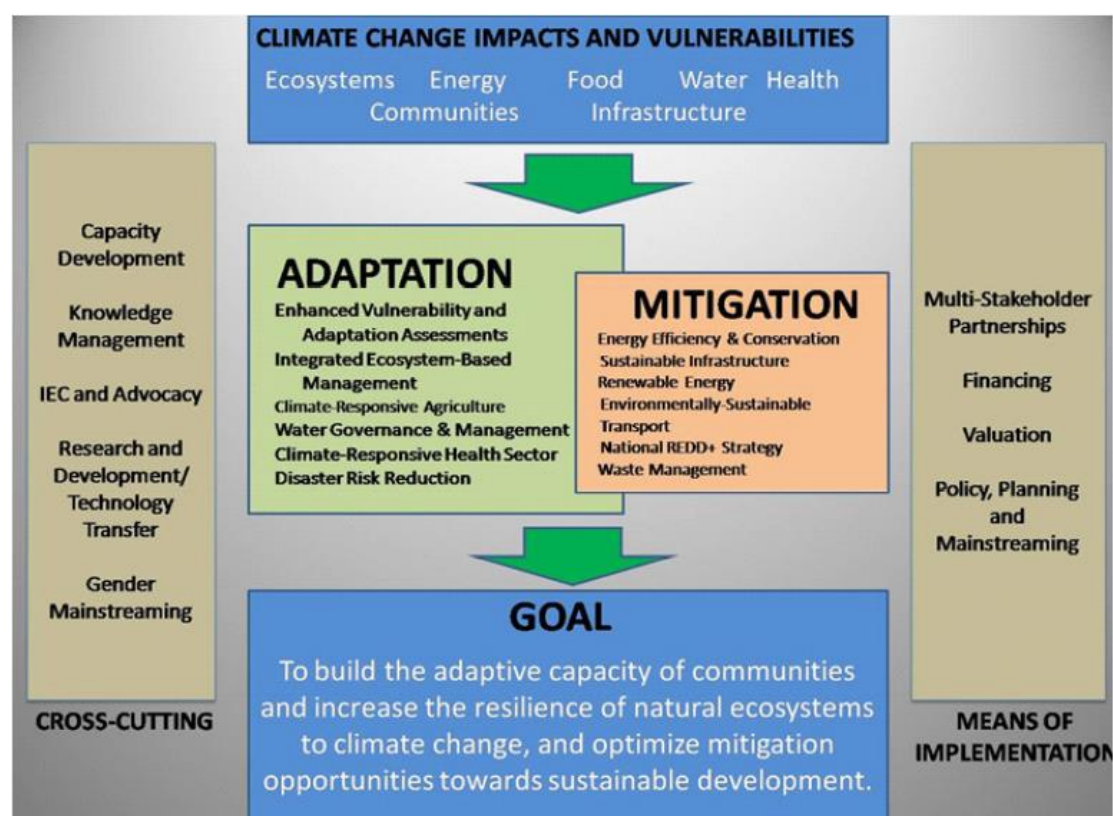 CLIMATE CHANGE IMPACTS AND VULNERABILITIES
Ecosystems Energy Food Water Health
Communities Infrastructure
Capacity
Development
Knowledge
Management
IEC and Advocacy
Research and
Development/
Technology
Transfer
Gender
Mainstreaming
CROSS-CUTTING
ADAPTATION
Enhanced Vulnerability and
Adaptation Assessments
Integrated Ecosystem-Based
Management
Climate-Responsive Agriculture
Water Governance & Management
Climate-Responsive Health Sector
Disaster Risk Reduction
MITIGATION
Energy Efficiency & Conservation
Sustainable Infrastructure
Renewable Energy
Environmentally-Sustainable
Transport
National REDD+ Strategy
Waste Management
Multi-Stakeholder
Partnerships
Financing
Valuation
Policy, Planning
and
Mainstreaming
MEANS OF
IMPLEMENTATION
GOAL
To build the adaptive capacity of communities
and increase the resilience of natural ecosystems
to climate change, and optimize mitigation
opportunities towards sustainable development.